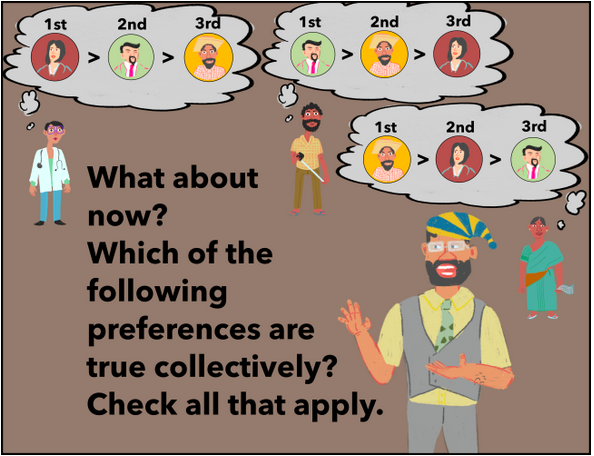 1st 2nd 3rd
> >
1st 2nd 3rd
> >
1st 2nd 3rd
> >
What about
now?
Which of the
following
preferences are
true collectively?
Check all that apply.